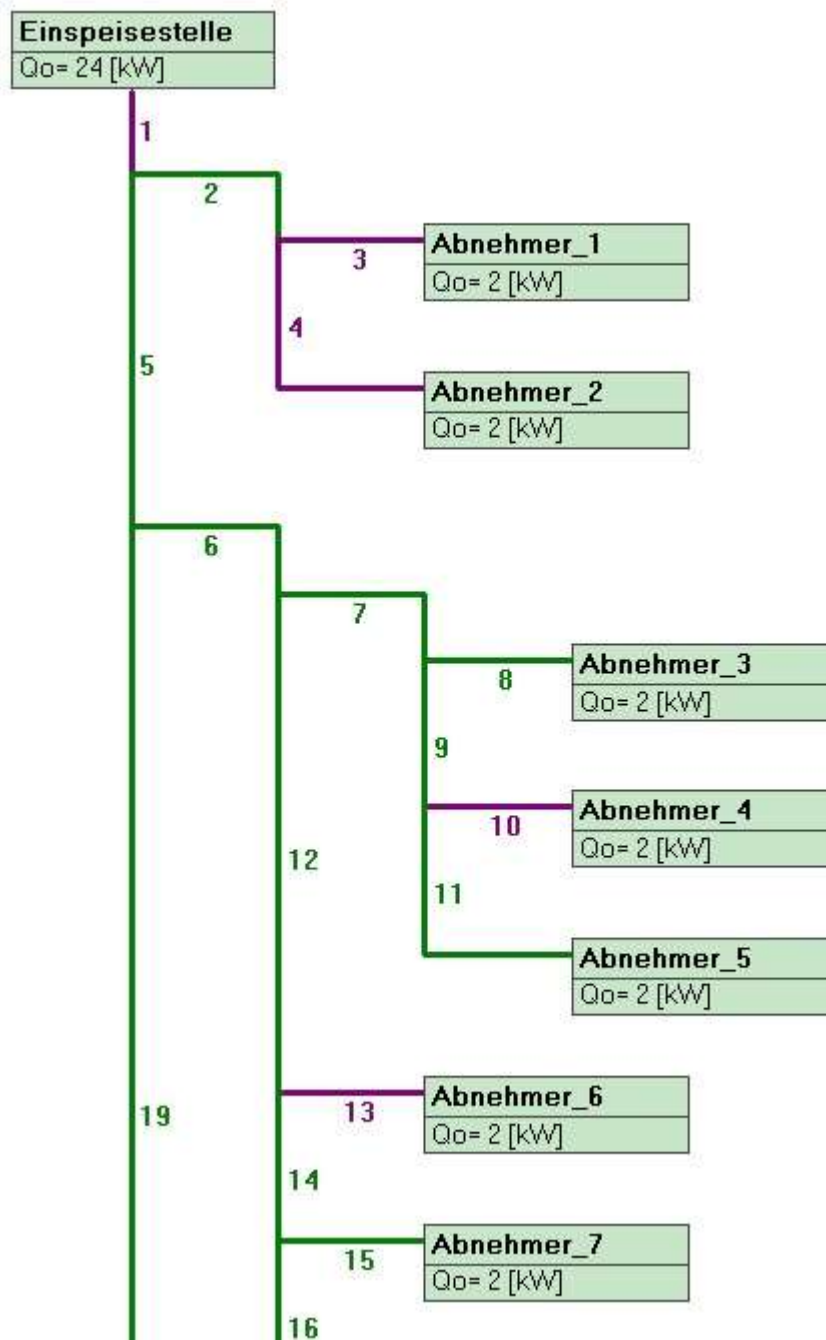 Einspeisestelle
Qo= 24 [kW]
1
2
Abnehmer_1
3
Qo= 2 [kW]
4
5
Abnehmer_2
Qo= 2 [kW]
6
7
Abnehmer_3
8
Qo= 2 [kW]
9
Abnehmer_4
10
Qo= 2 [kW]
12
11
Abnehmer_5
Qo= 2 [kW]
Abnehmer_6
19
13
Qo= 2 [kW]
14
Abnehmer_7
15
Qo= 2 [kW]
16